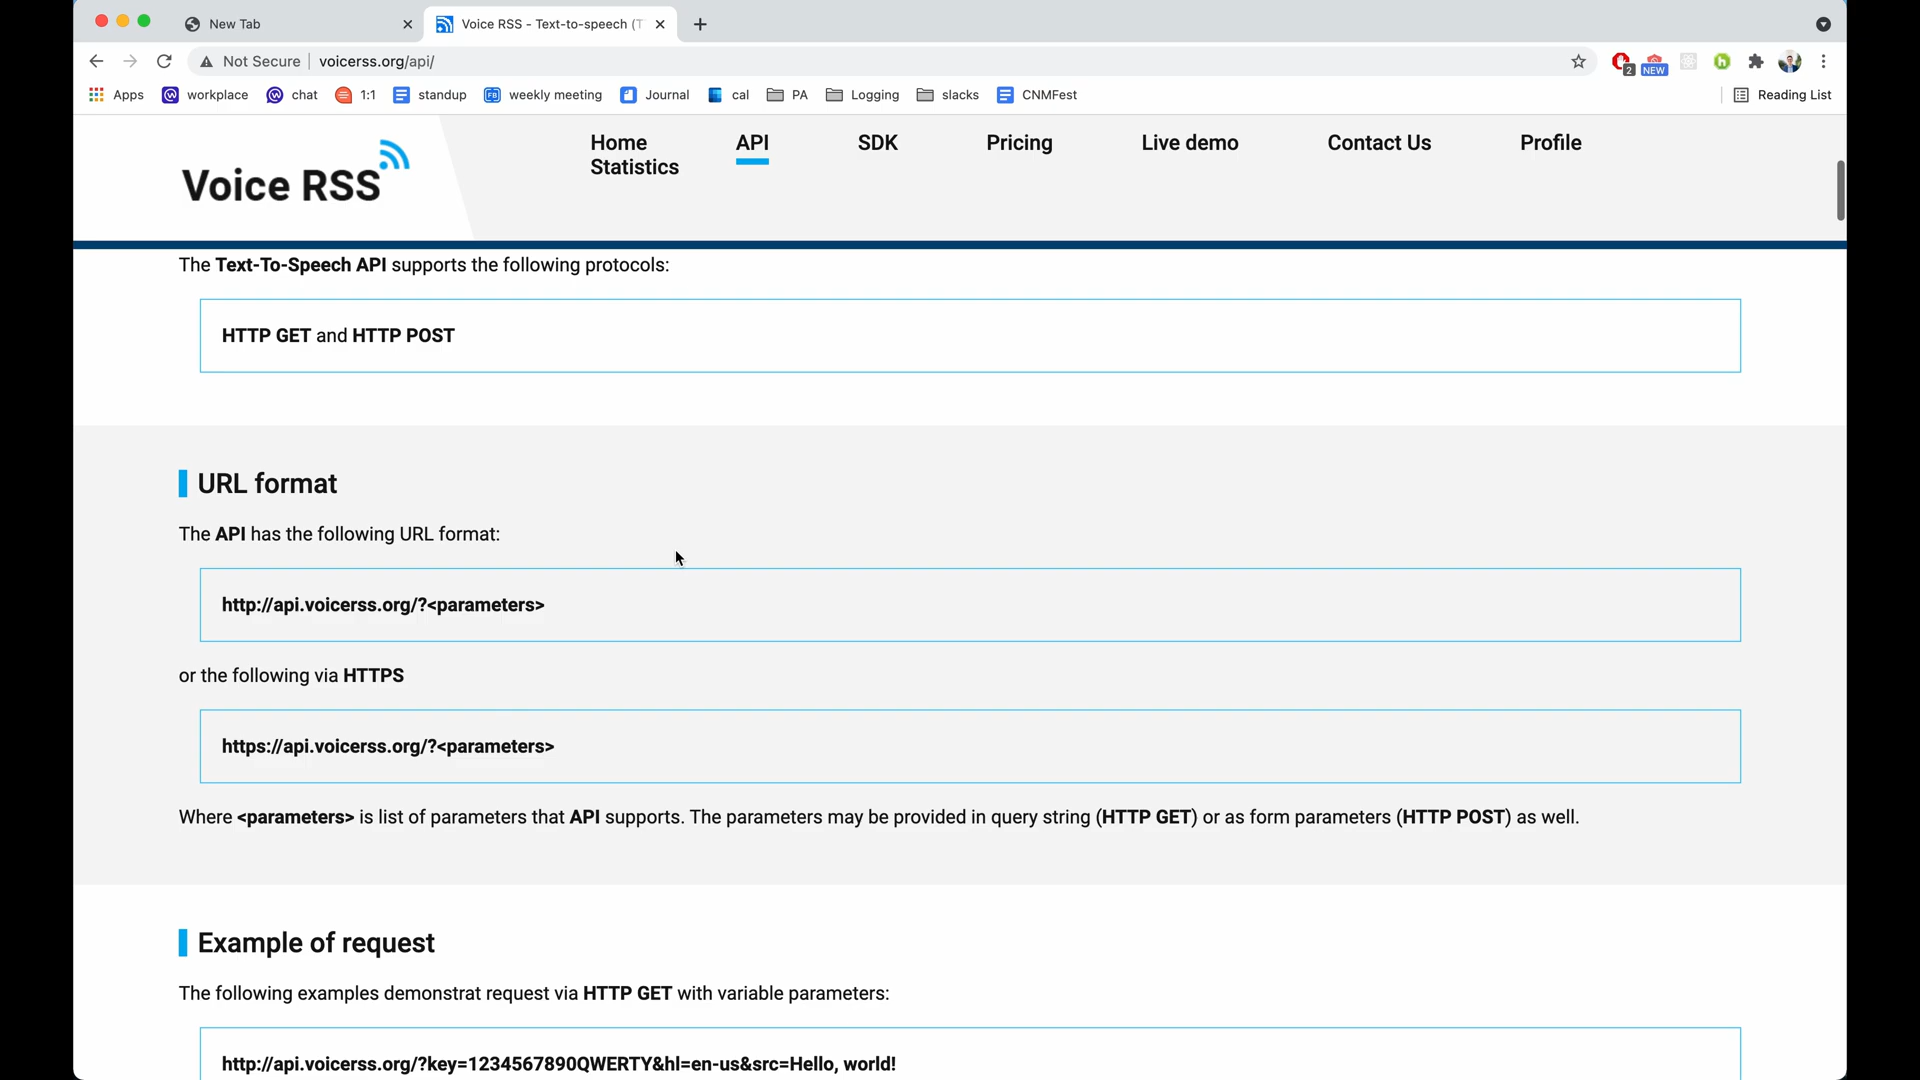 New Tab
Voice RSS - Text-to-speech (T
Not Secure
voicerss.org/api/
2
NEW
Apps
workplace
chat
1:1
standup
weekly meeting
Journal
cal
PA
Logging
slacks
CNMFest
Reading List
Voice RSS
Home
API
SDK
Pricing
Live demo
Contact Us
Profile
Statistics
The Text-To-Speech API supports the following protocols:
HTTP GET and HTTP POST
URL format
The API has the following URL format:
http://api.voicerss.org/?<parameters>
or the following via HTTPS
https://api.voicerss.org/?<parameters>
Where <parameters> is list of parameters that API supports. The parameters may be provided in query string (HTTP GET) or as form parameters (HTTP POST) as well.
Example of request
The following examples demonstrat request via HTTP GET with variable parameters:
http://api.voicerss.org/?key=1234567890QWERTY&hl=en-us&src=Hello, world!